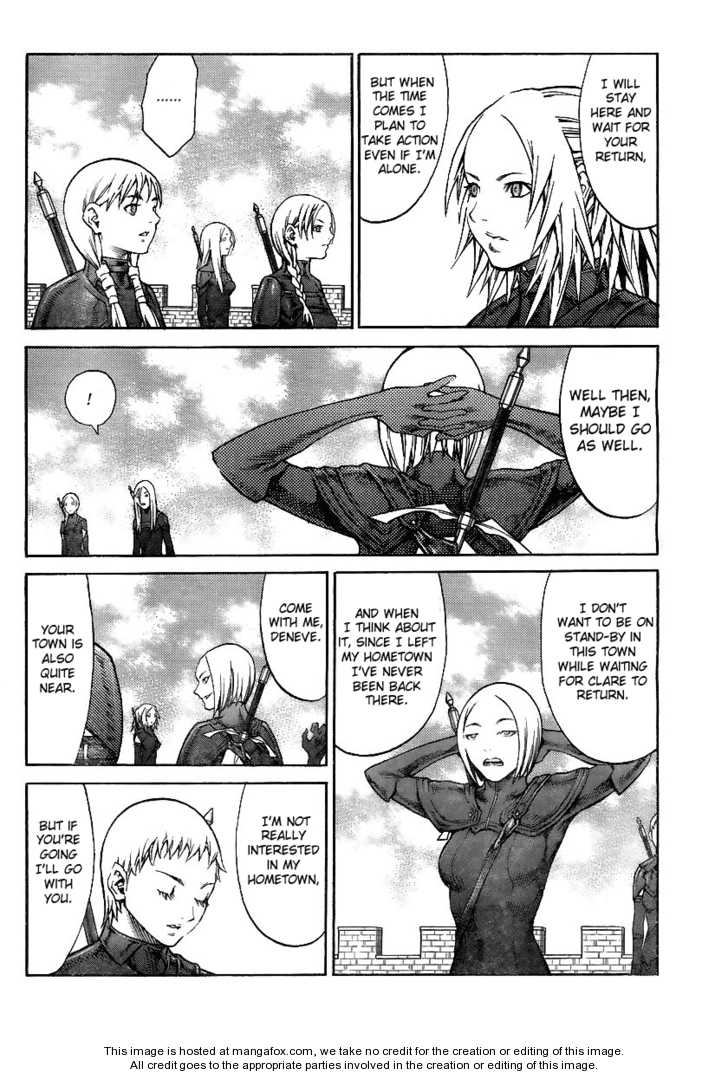 I WILL
STAY
HERE AND
WAIT FOR
YOUR
RETURN,
BUT WHEN
THE TIME
COMES I
PLAN TO
TAKE ACTION
EVEN IF I'M
ALONE.
......
WELL THEN,
MAYBE I
SHOULD GO
AS WELL.
!
I DON'T
WANT TO BE ON
STAND-BY IN
THIS TOWN
WHILE WAITING
FOR CLARE TO
RETURN.
AND WHEN
I THINK ABOUT
IT, SINCE I LEFT
MY HOMETOWN
I'VE NEVER
BEEN BACK
THERE.
COME
WITH ME,
DENEVE.
YOUR
TOWN IS
ALSO
QUITE
NEAR.
I'M NOT
REALLY
INTERESTED
IN MY
HOMETOWN,
BUT IF
YOU'RE
GOING
I'LL GO
WITH
YOU.
This image is hosted at mangafox.com, we take no credit for the creation or editing of this image.
All credit goes to the appropriate parties involved in the creation or editing of this image.